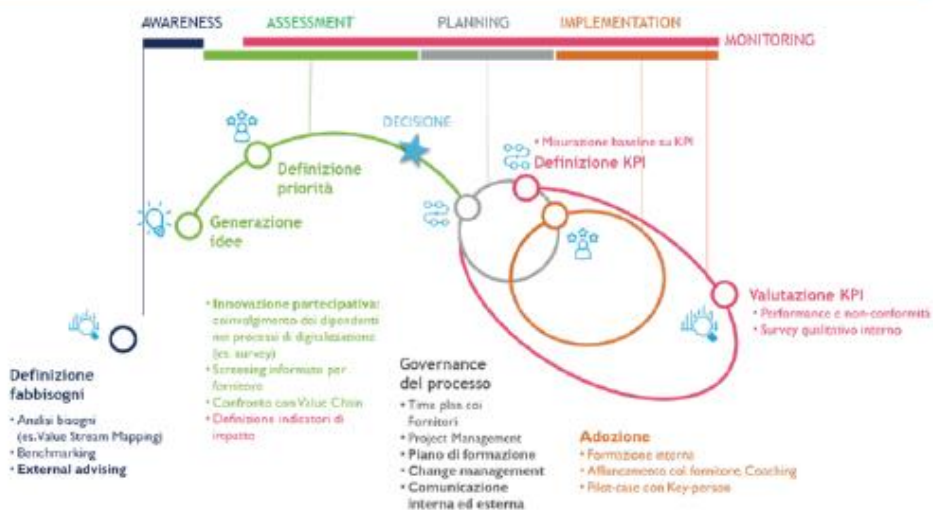 AWARENESS
ASSESSMENT
PLANNING
IMPLEMENTATION
MONITORING
DECISIONE
• Misurazione baseline su KPI
Definizione KPI
Definizione
priorità
Generazione
idee
Valutazione KPI
• Performance e non-conformità
• Survey qualitativo interno
• Innovazione partecipativa:
coinvolgimento dei dipendenti
nei processi di digitalizzazione
(es. survey)
• Screening informato per
fornitore
• Confronto con Value Chain
• Definizione indicatori di
impatto
Definizione
fabbisogni
• Analisi bisogni
(es. Value Stream Mapping)
• Benchmarking
• External advising
Governance
del processo
• Time plan coi
Fornitori
• Project Management
• Piano di formazione
• Change management
• Comunicazione
interna ed esterna
Adozione
• Formazione interna
• Affiancamento col fornitore, Coaching
• Pilot-case con Key-person